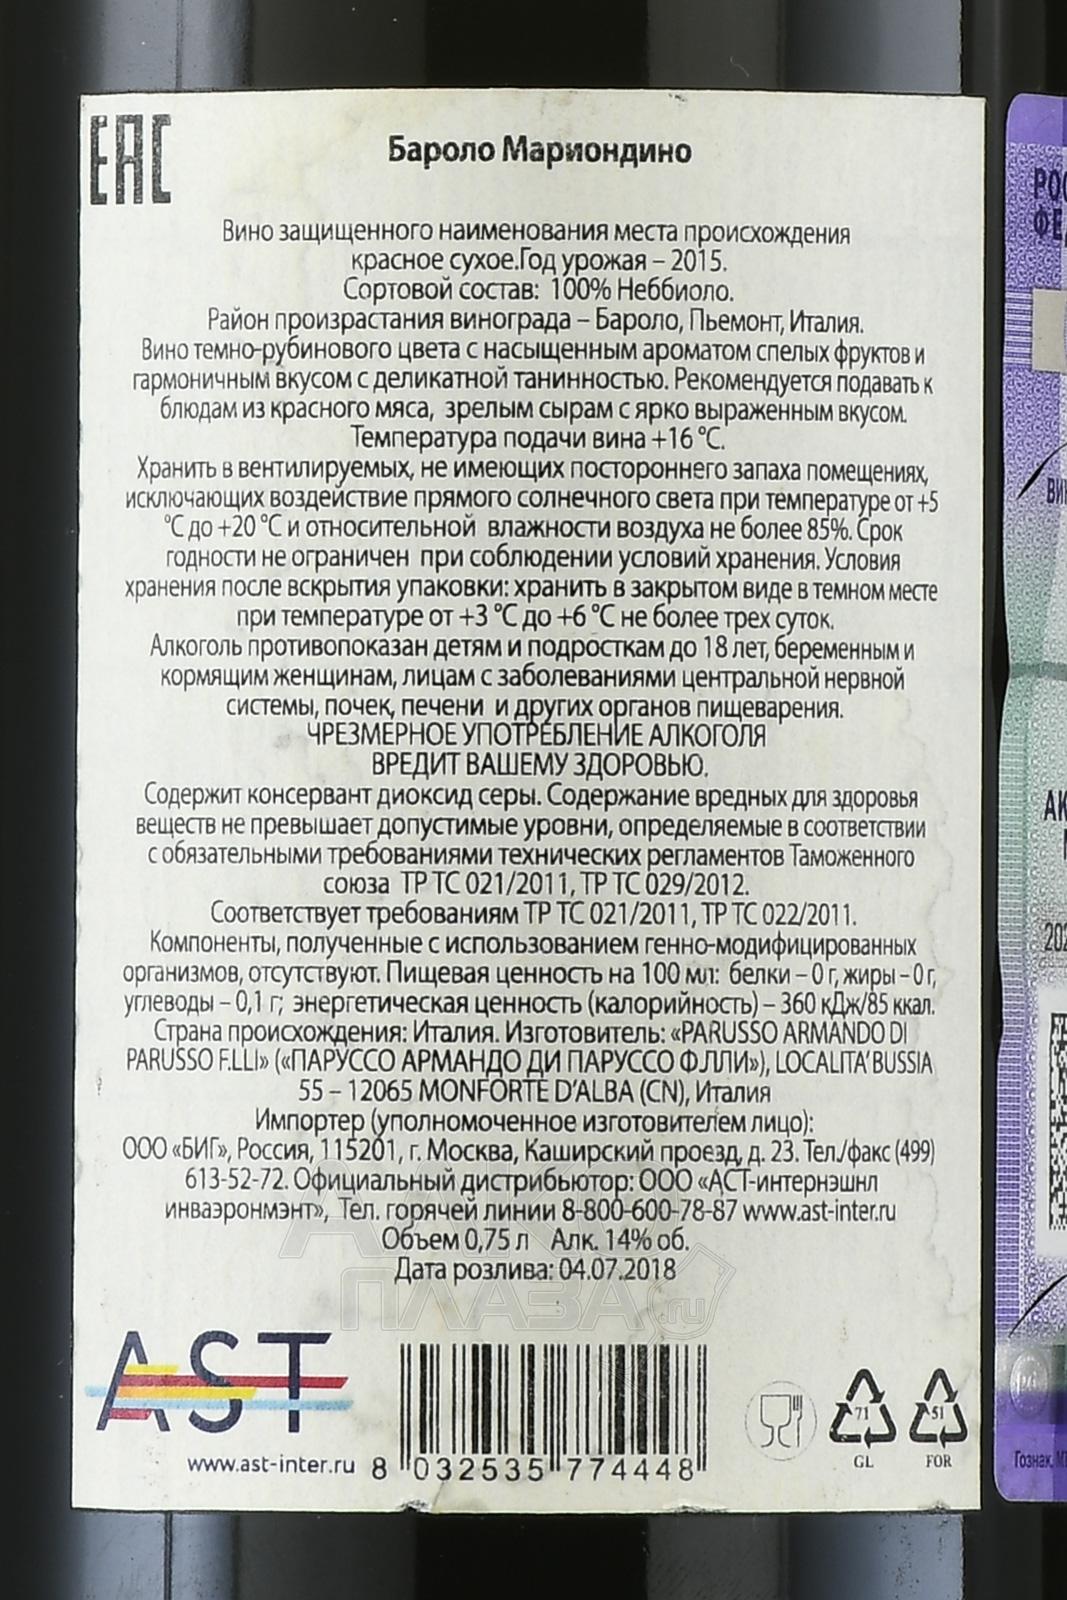 EAC
Бароло Мариондино
Вино защищенного наименования места происхождения
красное сухое.Год урожая – 2015.
Сортовой состав: 100% Неббиоло.
Район произрастания винограда – Бароло, Пьемонт, Италия.
Вино темно-рубинового цвета с насыщенным ароматом спелых фруктов и
гармоничным вкусом с деликатной танинностью. Рекомендуется подавать к
блюдам из красного мяса, зрелым сырам с ярко выраженным вкусом.
Температура подачи вина +16 °С.
Хранить в вентилируемых, не имеющих постороннего запаха помещениях,
исключающих воздействие прямого солнечного света при температуре от +5
°С до +20 °С и относительной влажности воздуха не более 85%. Срок
годности не ограничен при соблюдении условий хранения. Условия
хранения после вскрытия упаковки: хранить в закрытом виде в темном месте
при температуре от +3 °С до +6 °С не более трех суток.
Алкоголь противопоказан детям и подросткам до 18 лет, беременным и
кормящим женщинам, лицам с заболеваниями центральной нервной
системы, почек, печени и других органов пищеварения.
ЧРЕЗМЕРНОЕ УПОТРЕБЛЕНИЕ АЛКОГОЛЯ
ВРЕДИТ ВАШЕМУ ЗДОРОВЬЮ.
Содержит консервант диоксид серы. Содержание вредных для здоровья
веществ не превышает допустимые уровни, определяемые в соответствии
с обязательными требованиями технических регламентов Таможенного
союза ТР ТС 021/2011, ТР ТС 029/2012.
Соответствует требованиям ТР ТС 021/2011, ТР ТС 022/2011.
Компоненты, полученные с использованием генно-модифицированных
организмов, отсутствуют. Пищевая ценность на 100 мл: белки – 0 г, жиры – 0 г,
углеводы – 0,1 г; энергетическая ценность (калорийность) – 360 кДж/85 ккал.
Страна происхождения: Италия. Изготовитель: «PARUSSO ARMANDO DI
PARUSSO F.LLI» («ПАРУССО АРМАНДО ДИ ПАРУССО Ф.ЛЛИ»), LOCALITA' BUSSIA
55 – 12065 MONFORTE D'ALBA (CN), Италия
Импортер (уполномоченное изготовителем лицо):
ООО «БИГ», Россия, 115201, г. Москва, Каширский проезд, д. 23. Тел./факс (499)
613-52-72. Официальный дистрибьютор: ООО «АСТ-интернэшнл
инваэронмэнт», Тел. горячей линии 8-800-600-78-87 www.ast-inter.ru
Объем 0,75 л Алк. 14% об.
Дата розлива: 04.07.2018
АЛКО
ПЛАЗА.ru
AST
www.ast-inter.ru
8 032535 774448
71
GL
51
FOR
РОС
ФЕД
ВИН
АК
202
Гознак, М